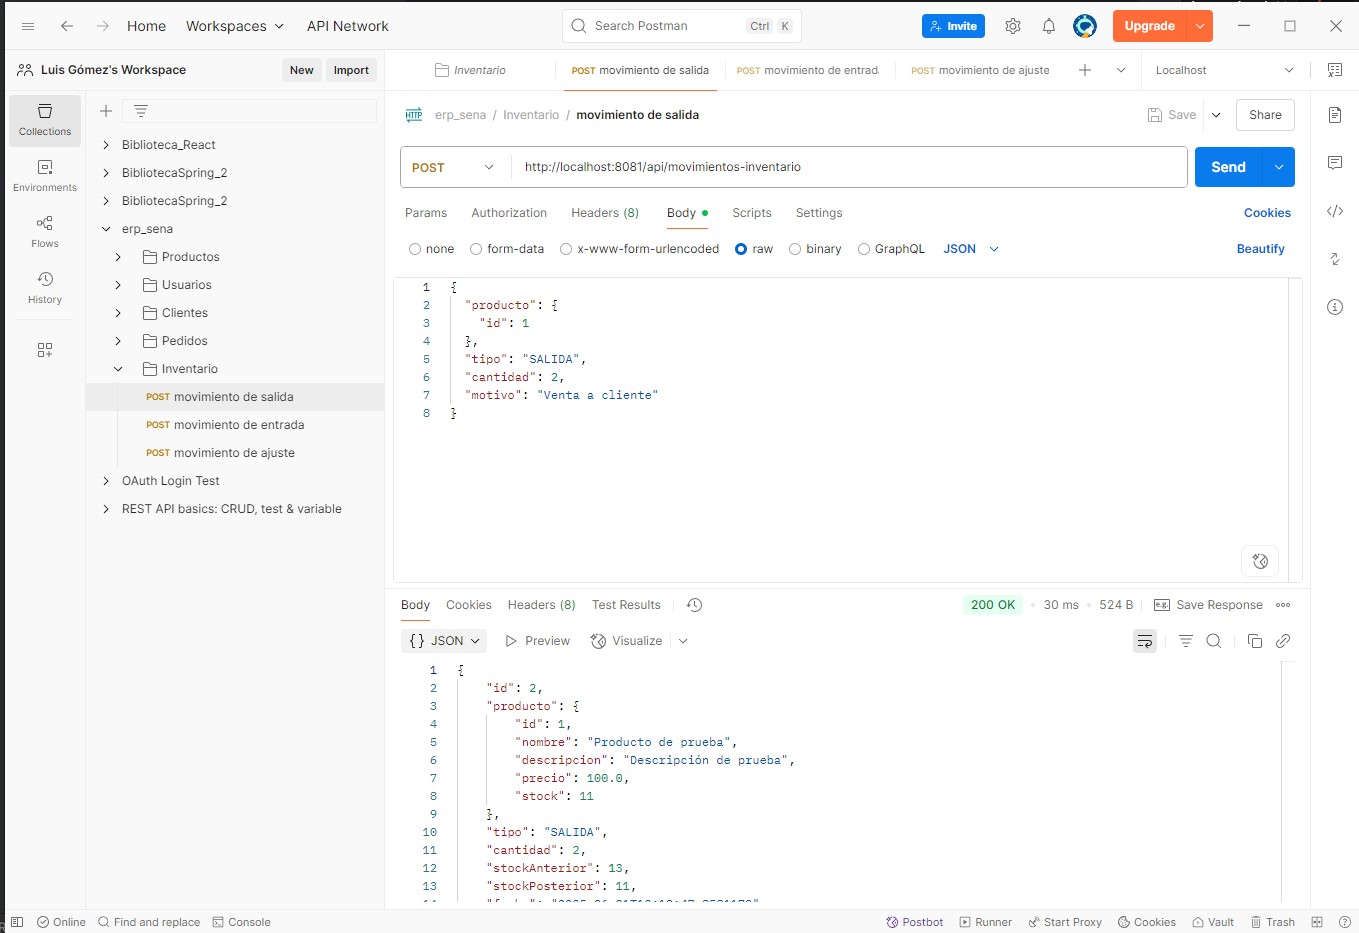 Home
Workspaces
API Network
Search Postman
Ctrl
K
Invite
Upgrade
Luis Gómez's Workspace
New
Import
Inventario
POST movimiento de salida
POST movimiento de entrad
POST movimiento de ajuste
Localhost
Collections
Environments
Flows
History
Biblioteca_React
BibliotecaSpring_2
BibliotecaSpring_2
erp_sena
Productos
Usuarios
Clientes
Pedidos
Inventario
POST movimiento de salida
POST movimiento de entrada
POST movimiento de ajuste
OAuth Login Test
REST API basics: CRUD, test & variable
HTTP
erp_sena / Inventario / movimiento de salida
Save
Share
POST
http://localhost:8081/api/movimientos-inventario
Send
Params
Authorization
Headers (8)
Body
Scripts
Settings
Cookies
none
form-data
x-www-form-urlencoded
raw
binary
GraphQL
JSON
Beautify
1 {
2 "producto": {
3 "id": 1
4 },
5 "tipo": "SALIDA",
6 "cantidad": 2,
7 "motivo": "Venta a cliente"
8 }
Body
Cookies
Headers (8)
Test Results
200 OK
30 ms
524 B
e.g.
Save Response
{} JSON
Preview
Visualize
1 {
2 "id": 2,
3 "producto": {
4 "id": 1,
5 "nombre": "Producto de prueba",
6 "descripcion": "Descripción de prueba",
7 "precio": 100.0,
8 "stock": 11
9 },
10 "tipo": "SALIDA",
11 "cantidad": 2,
12 "stockAnterior": 13,
13 "stockPosterior": 11,
Online
Find and replace
Console
Postbot
Runner
Start Proxy
Cookies
Vault
Trash